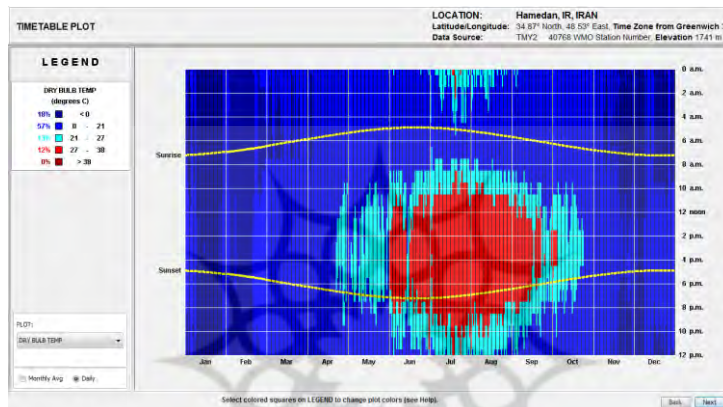 TIMETABLE PLOT
LOCATION: Hamedan, IR, IRAN
Latitude/Longitude: 34.87° North, 48.53° East, Time Zone from Greenwich
Data Source: TMY2 40768 WMO Station Number, Elevation 1741 m
LEGEND
DRY BULB TEMP
(degrees C)
18% < 0
57% 0 - 21
21 - 27
12% 27 - 38
0% > 38
PLOT:
DRY BULB TEMP
Monthly Avg Daily
Sunrise
Sunset
0 a.m.
2 a.m.
4 a.m.
6 a.m.
8 a.m.
10 a.m.
12 noon
2 p.m.
4 p.m.
6 p.m.
8 p.m.
10 p.m.
12 p.m.
Jan Feb Mar Apr May Jun Jul Aug Sep Oct Nov Dec
Select colored squares on LEGEND to change plot colors (see Help).
Back Next